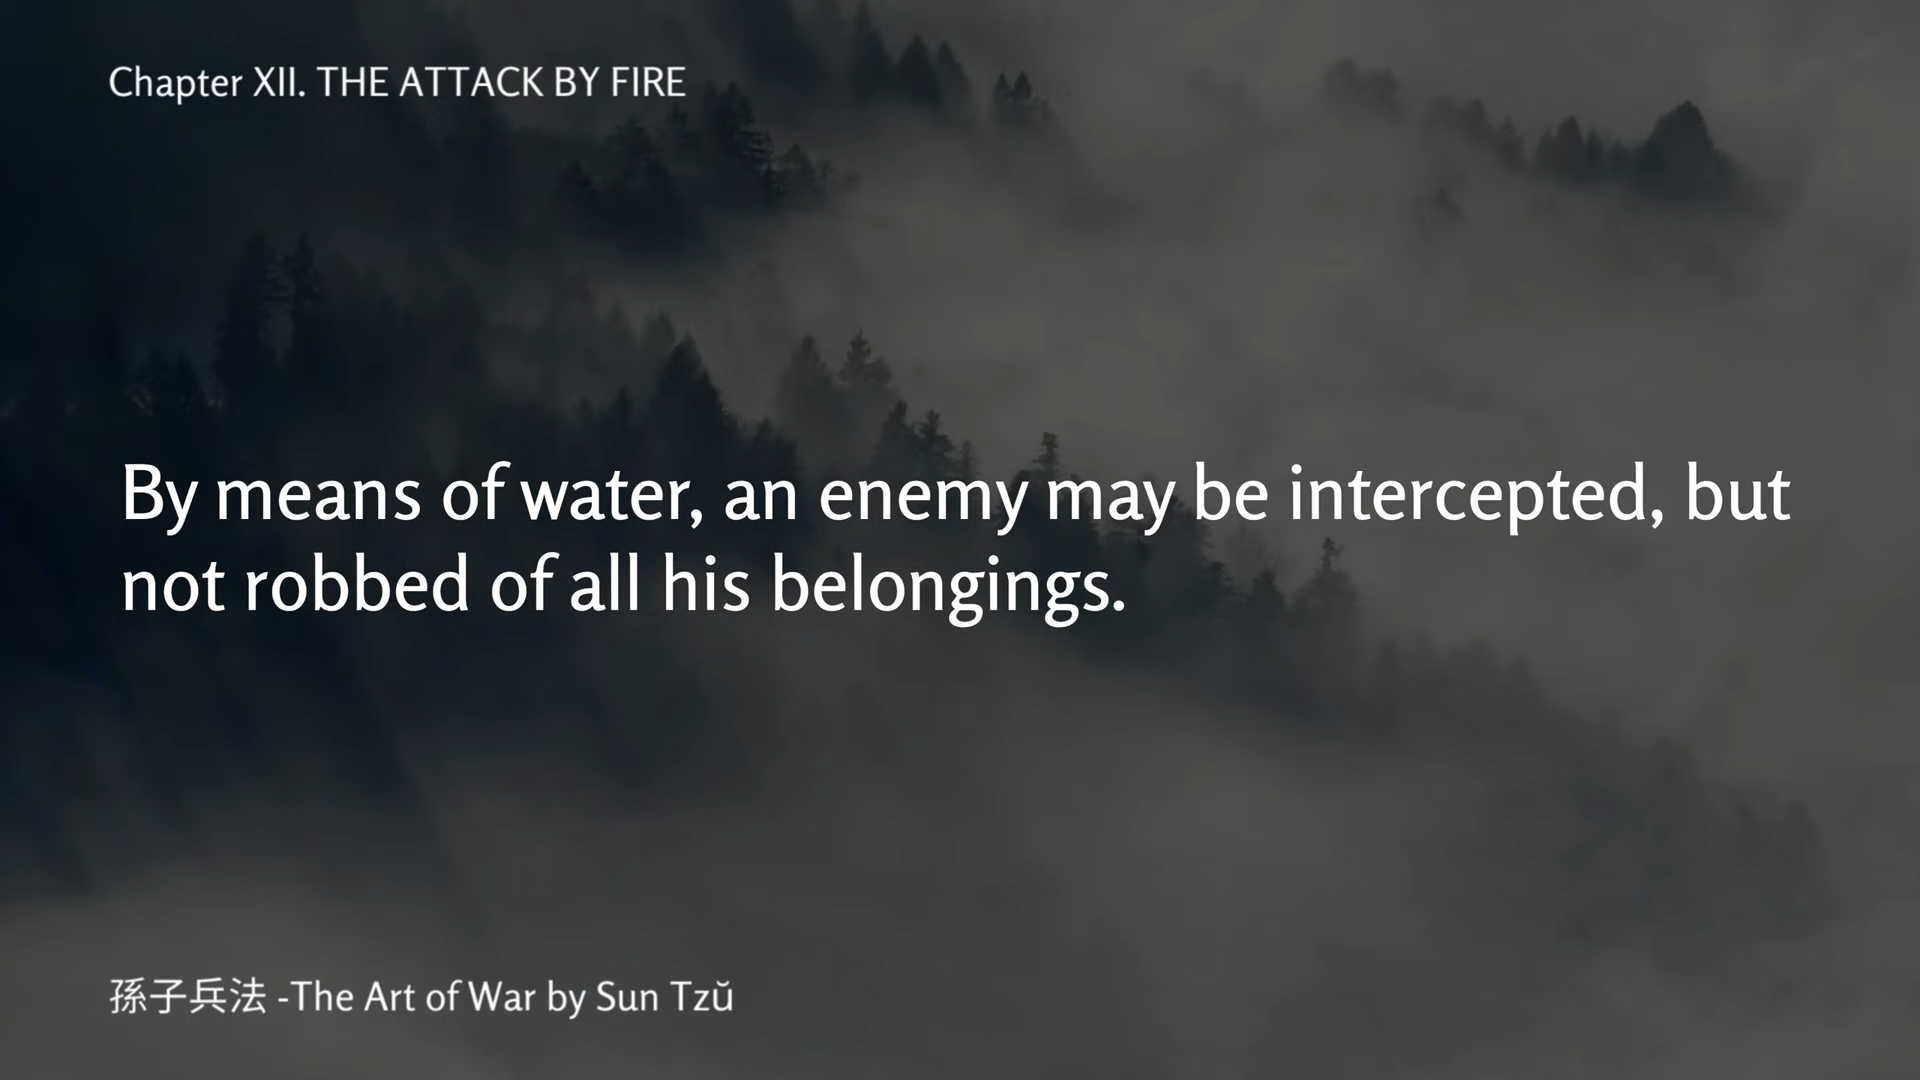 Chapter XII. THE ATTACK BY FIRE
By means of water, an enemy may be intercepted, but
not robbed of all his belongings.
孫子兵法 -The Art of War by Sun Tzŭ